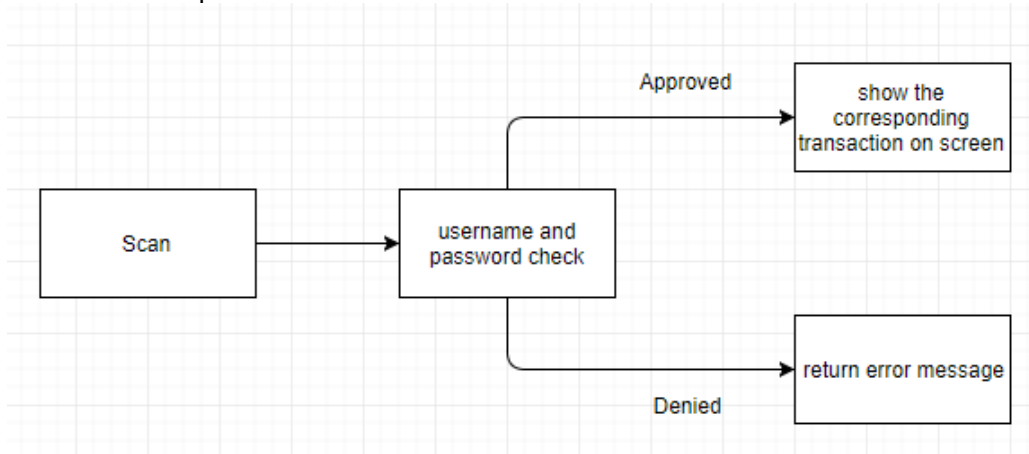 Approved
show the
corresponding
transaction on screen
Scan
username and
password check
return error message
Denied